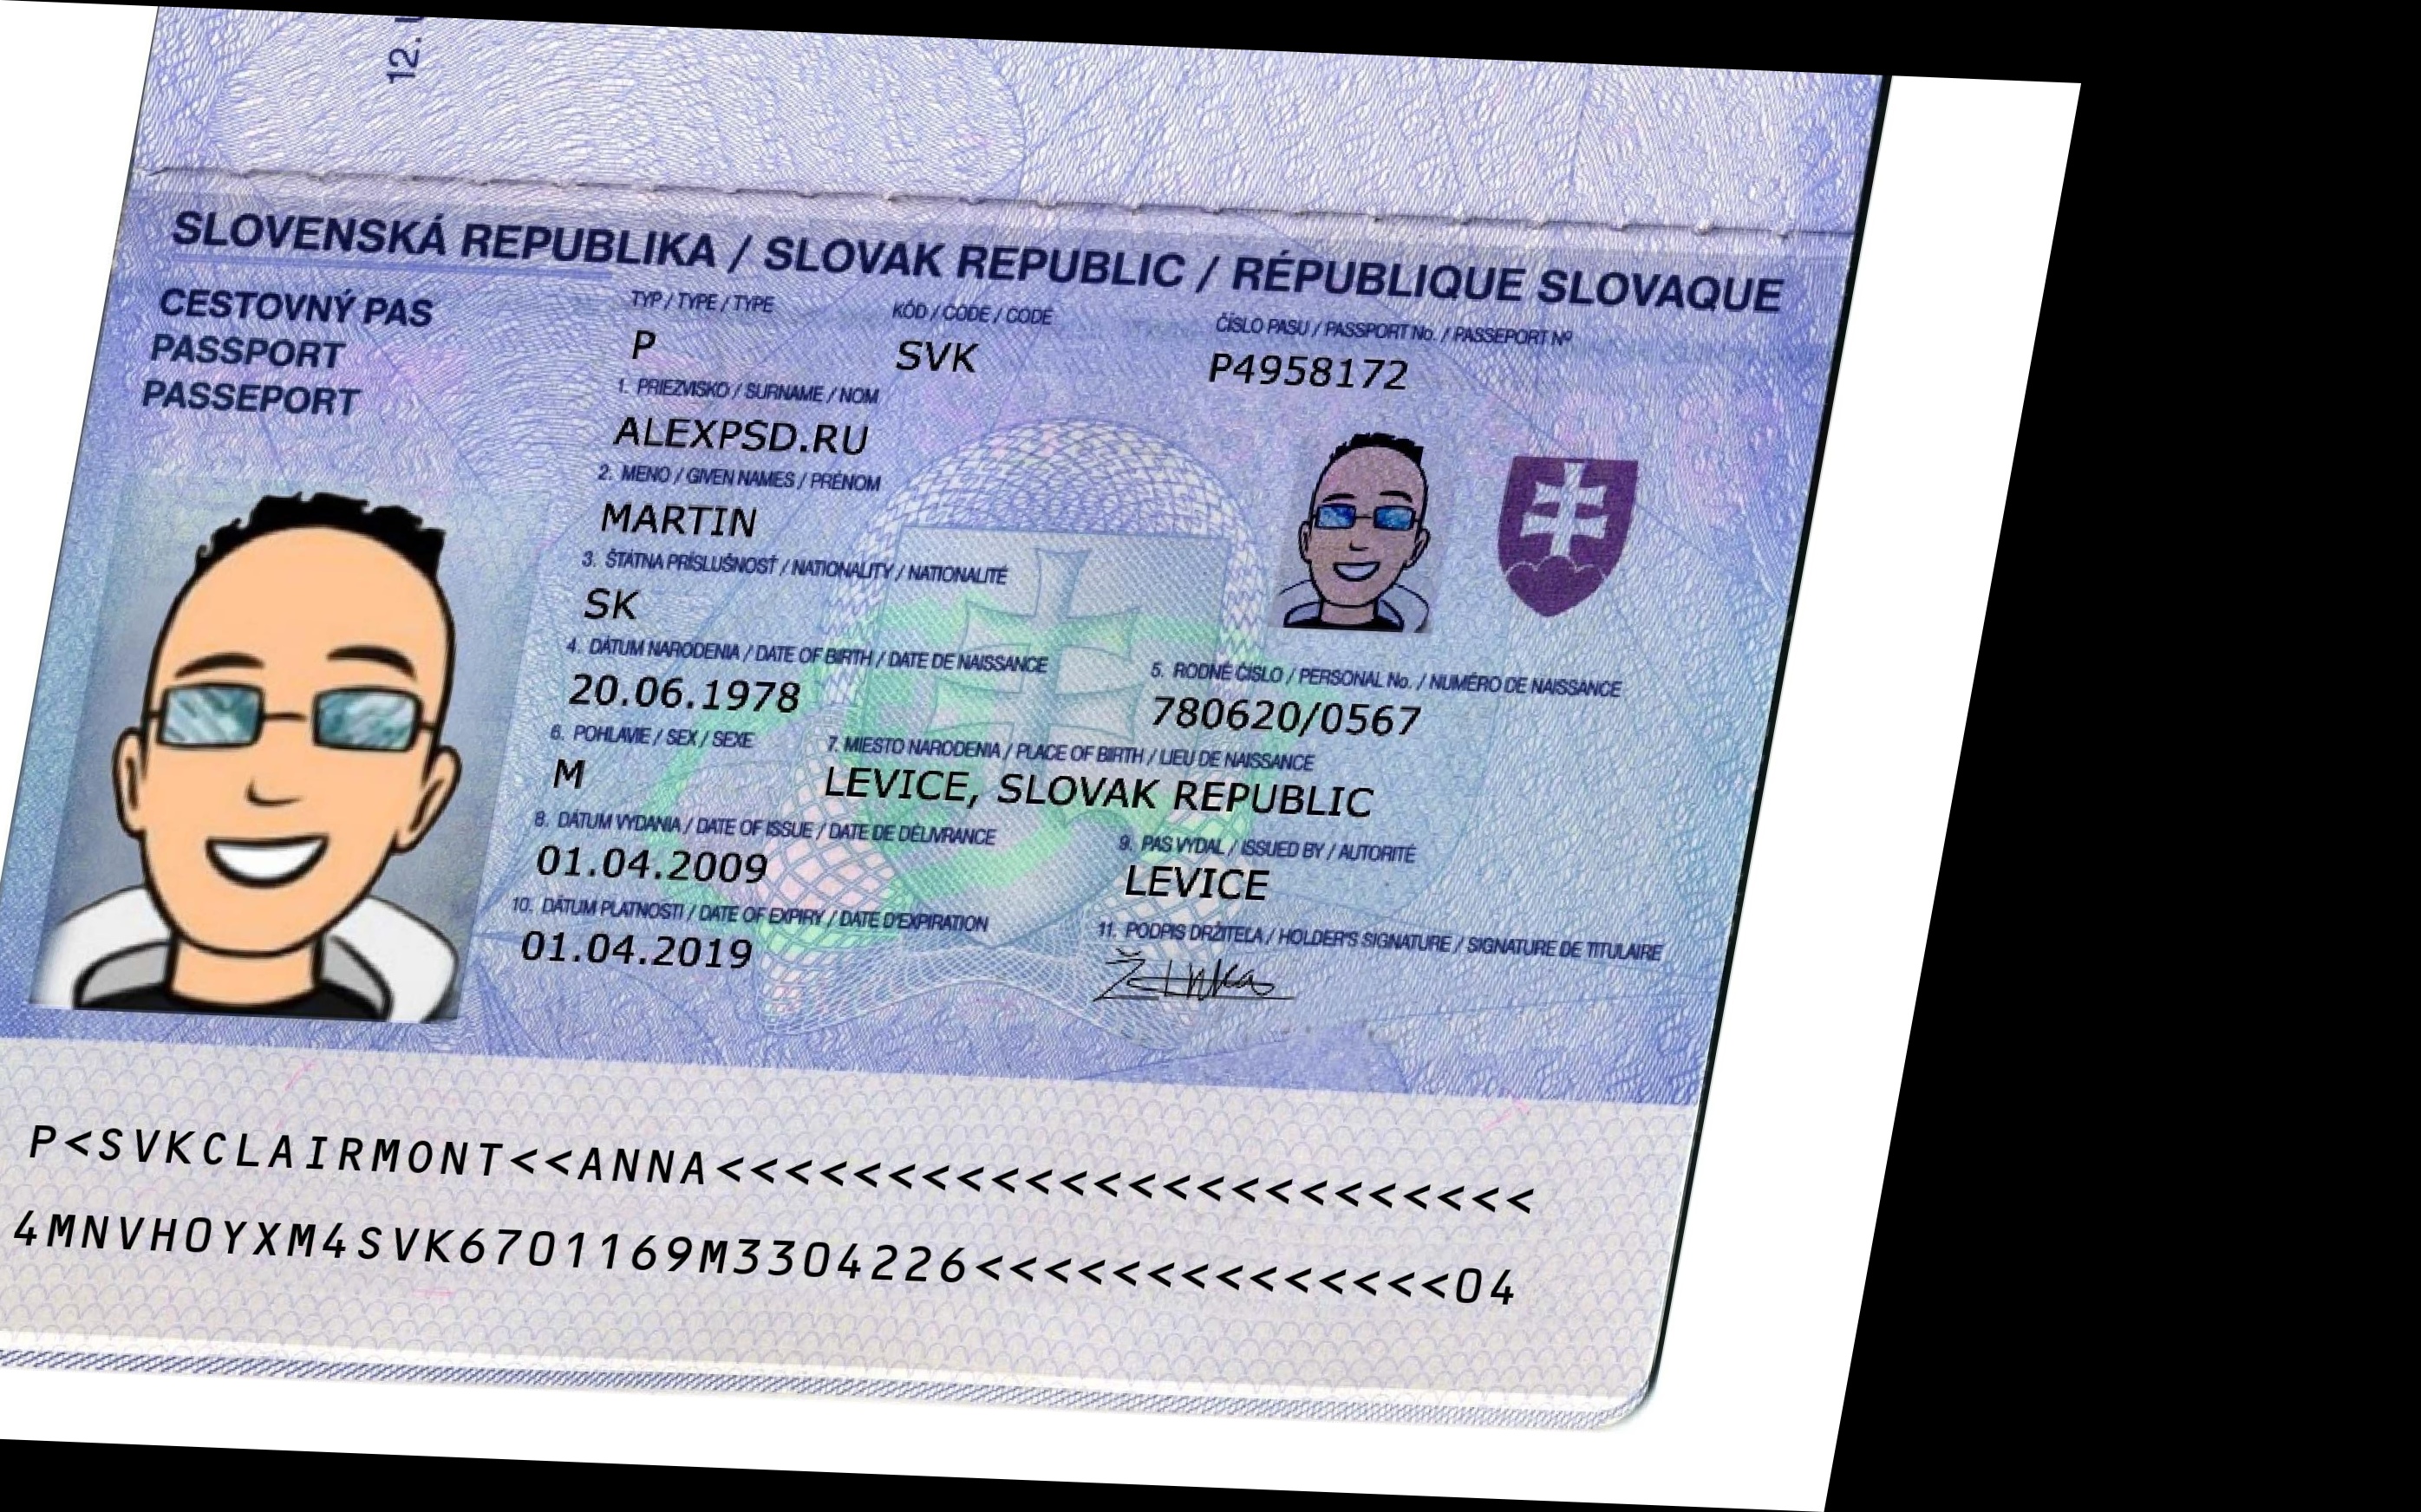 12.
SLOVENSKÁ REPUBLIKA / SLOVAK REPUBLIC / RÉPUBLIQUE SLOVAQUE
CESTOVNÝ PAS
PASSPORT
PASSEPORT
TYP / TYPE / TYPE
KÓD / CODE / CODE
ČÍSLO PASU / PASSPORT No. / PASSEPORT Nº
P
SVK
P4958172
1. PRIEZVISKO / SURNAME / NOM
ALEXPSD.RU
2. MENO / GIVEN NAMES / PRÉNOM
MARTIN
3. ŠTÁTNA PRÍSLUŠNOSŤ / NATIONALITY / NATIONALITÉ
SK
4. DÁTUM NARODENIA / DATE OF BIRTH / DATE DE NAISSANCE
5. RODNÉ ČÍSLO / PERSONAL No. / NUMÉRO DE NAISSANCE
20.06.1978
780620/0567
6. POHLAVIE / SEX / SEXE
7. MIESTO NARODENIA / PLACE OF BIRTH / LIEU DE NAISSANCE
M
LEVICE, SLOVAK REPUBLIC
8. DÁTUM VYDANIA / DATE OF ISSUE / DATE DE DÉLIVRANCE
9. PAS VYDAL / ISSUED BY / AUTORITÉ
01.04.2009
LEVICE
10. DÁTUM PLATNOSTI / DATE OF EXPIRY / DATE D'EXPIRATION
11. PODPIS DRŽITEĽA / HOLDER'S SIGNATURE / SIGNATURE DE TITULAIRE
01.04.2019
P<SVKCLAIRMONT<<ANNA<<<<<<<<<<<<<<<<<<<<<<<<
4MNVH0YXM4SVK6701169M3304226<<<<<<<<<<<<<<04